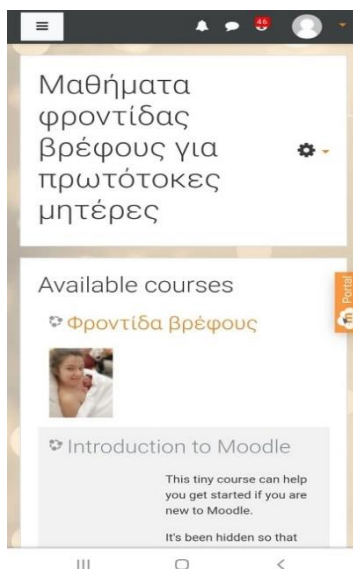 46
Μαθήματα
φροντίδας
βρέφους για
πρωτότοκες
μητέρες
Available courses
Φροντίδα βρέφους
Portal
Introduction to Moodle
This tiny course can help
you get started if you are
new to Moodle.
It's been hidden so that